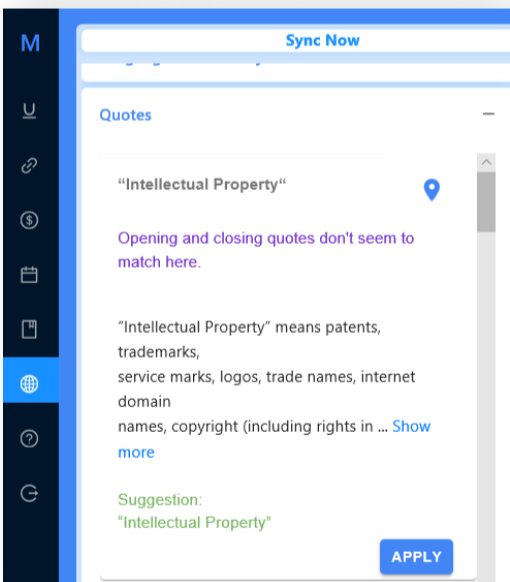 M
Sync Now
Quotes
“Intellectual Property“
Opening and closing quotes don't seem to
match here.
“Intellectual Property” means patents,
trademarks,
service marks, logos, trade names, internet
domain
names, copyright (including rights in ... Show
more
Suggestion:
“Intellectual Property”
APPLY